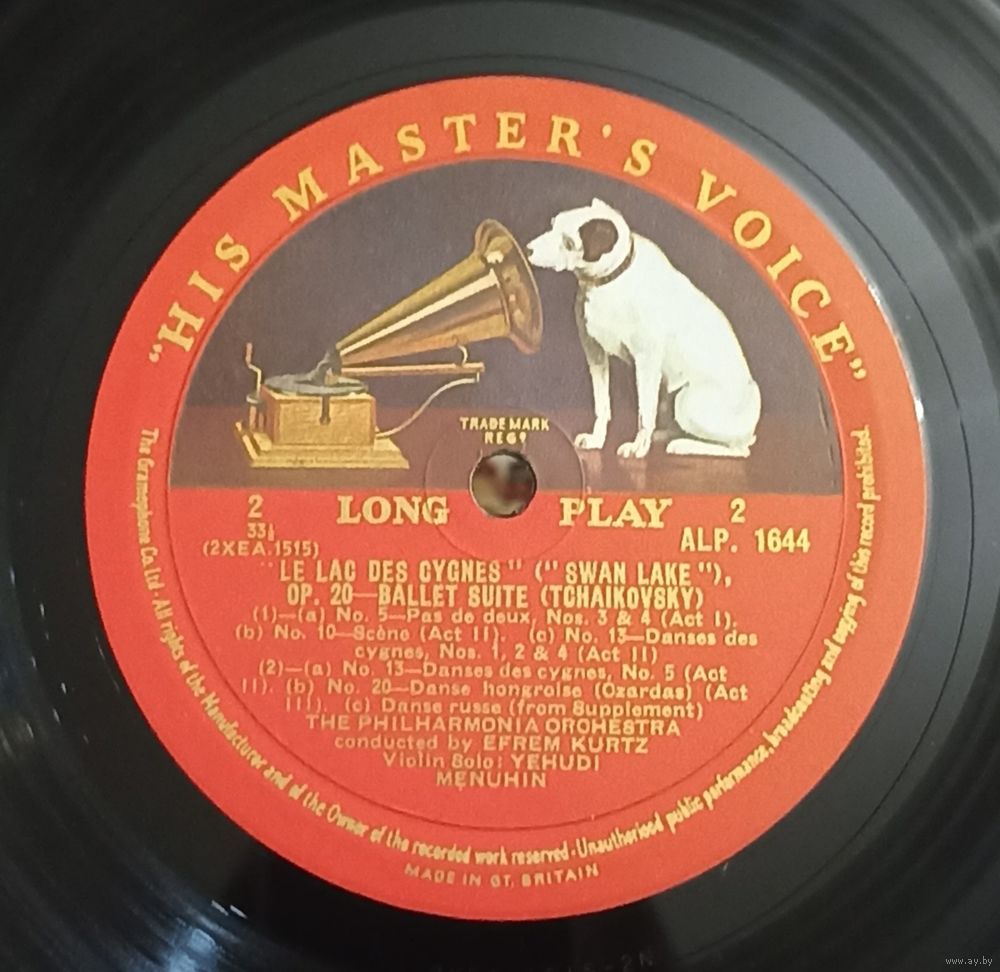 "HIS MASTER'S VOICE"
TRADE MARK
REGD
2 LONG PLAY 2
33⅓
(2XEA.1515) ALP. 1644
"LE LAC DES CYGNES" ("SWAN LAKE"),
OP. 20—BALLET SUITE (TCHAIKOVSKY)
(1)—(a) No. 5—Pas de deux, Nos. 3 & 4 (Act I).
(b) No. 10—Scène (Act II). (c) No. 13—Danses des
cygnes, Nos. 1, 2 & 4 (Act II)
(2)—(a) No. 13—Danses des cygnes, No. 5 (Act
II). (b) No. 20—Danse hongroise (Czardas) (Act
III). (c) Danse russe (from Supplement)
THE PHILHARMONIA ORCHESTRA
conducted by EFREM KURTZ
Violin Solo: YEHUDI
MENUHIN
The Gramophone Co. Ltd · All rights of the Manufacturer and of the Owner of the recorded work reserved · Unauthorised public performance, broadcasting and copying of this record prohibited.
MADE IN GT. BRITAIN
www.ay.by